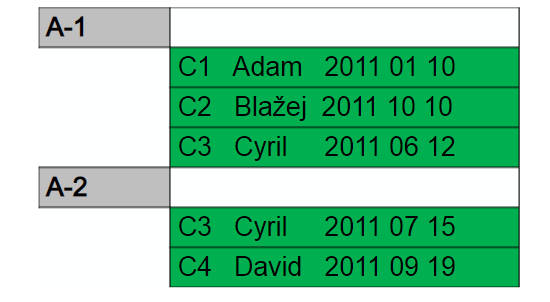 A-1
C1 Adam 2011 01 10
C2 Blažej 2011 10 10
C3 Cyril 2011 06 12
A-2
C3 Cyril 2011 07 15
C4 David 2011 09 19